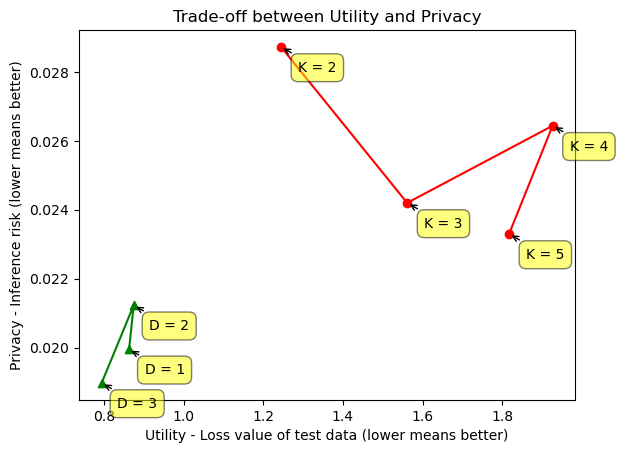 Trade-off between Utility and Privacy
Privacy - Inference risk (lower means better)
0.028
0.026
0.024
0.022
0.020
K = 2
K = 4
K = 3
K = 5
D = 2
D = 1
D = 3
0.8
1.0
1.2
1.4
1.6
1.8
Utility - Loss value of test data (lower means better)